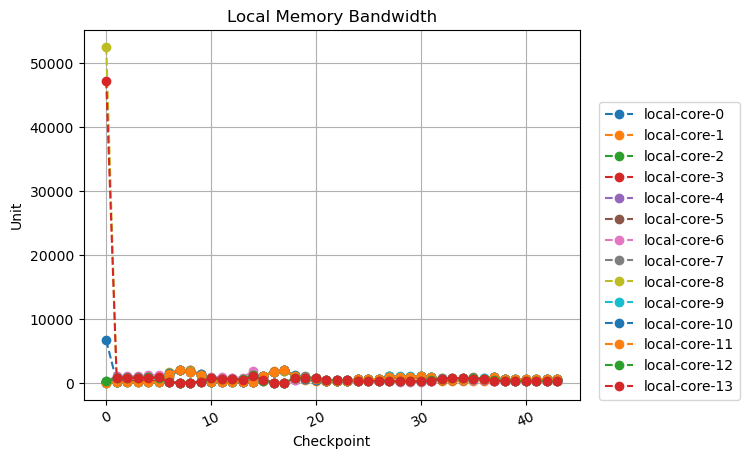 Local Memory Bandwidth
50000
40000
30000
20000
10000
0
Unit
0
10
20
30
40
Checkpoint
local-core-0
local-core-1
local-core-2
local-core-3
local-core-4
local-core-5
local-core-6
local-core-7
local-core-8
local-core-9
local-core-10
local-core-11
local-core-12
local-core-13